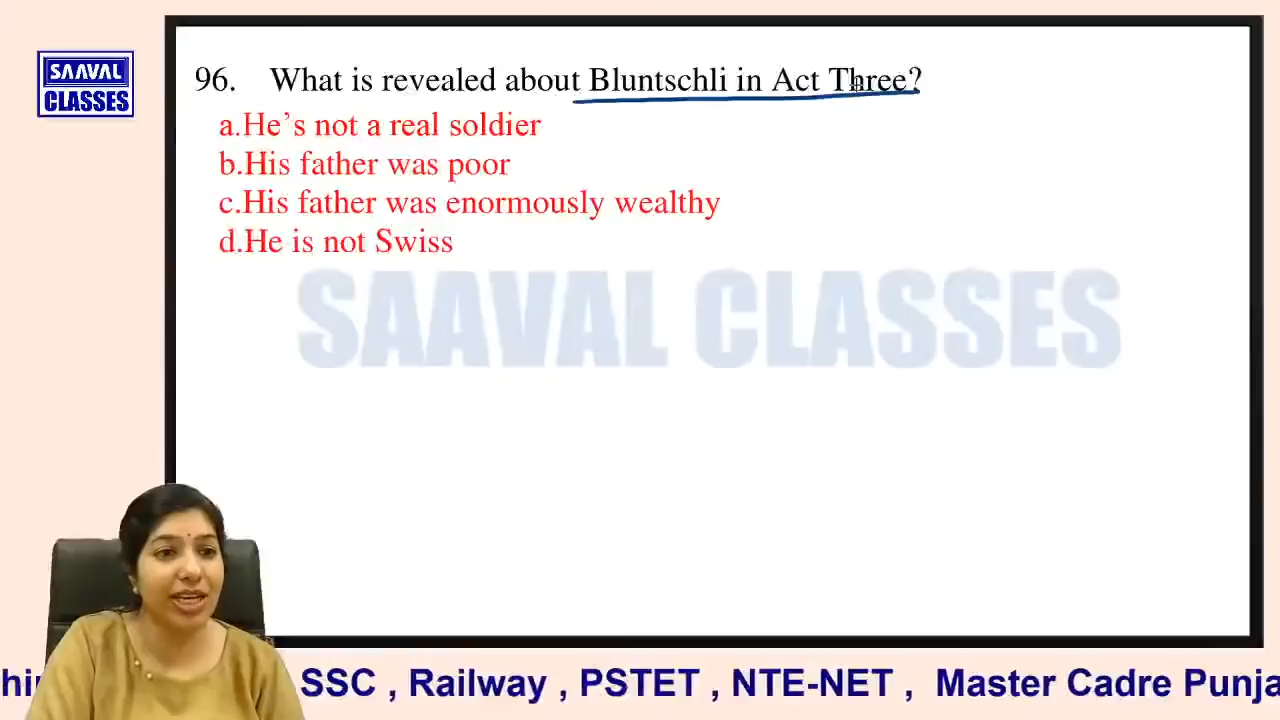 SAAVAL
CLASSES
96. What is revealed about Bluntschli in Act Three?
a.He’s not a real soldier
b.His father was poor
c.His father was enormously wealthy
d.He is not Swiss
SAAVAL CLASSES
SSC , Railway , PSTET , NTE-NET , Master Cadre